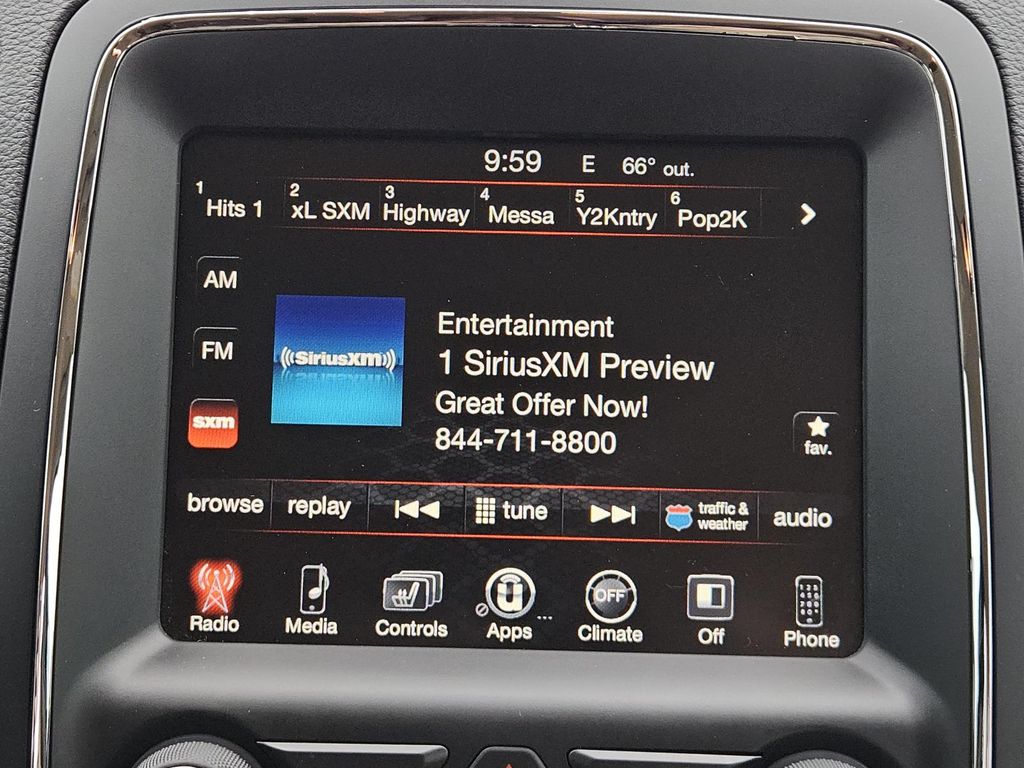 9:59 E 66° out.
1 Hits 1 2 xL SXM 3 Highway 4 Messa 5 Y2Kntry 6 Pop2K
AM
FM
sxm
((SiriusXM))
Entertainment
1 SiriusXM Preview
Great Offer Now!
844-711-8800
fav.
browse replay tune traffic & weather audio
OFF
Radio Media Controls Apps Climate Off Phone